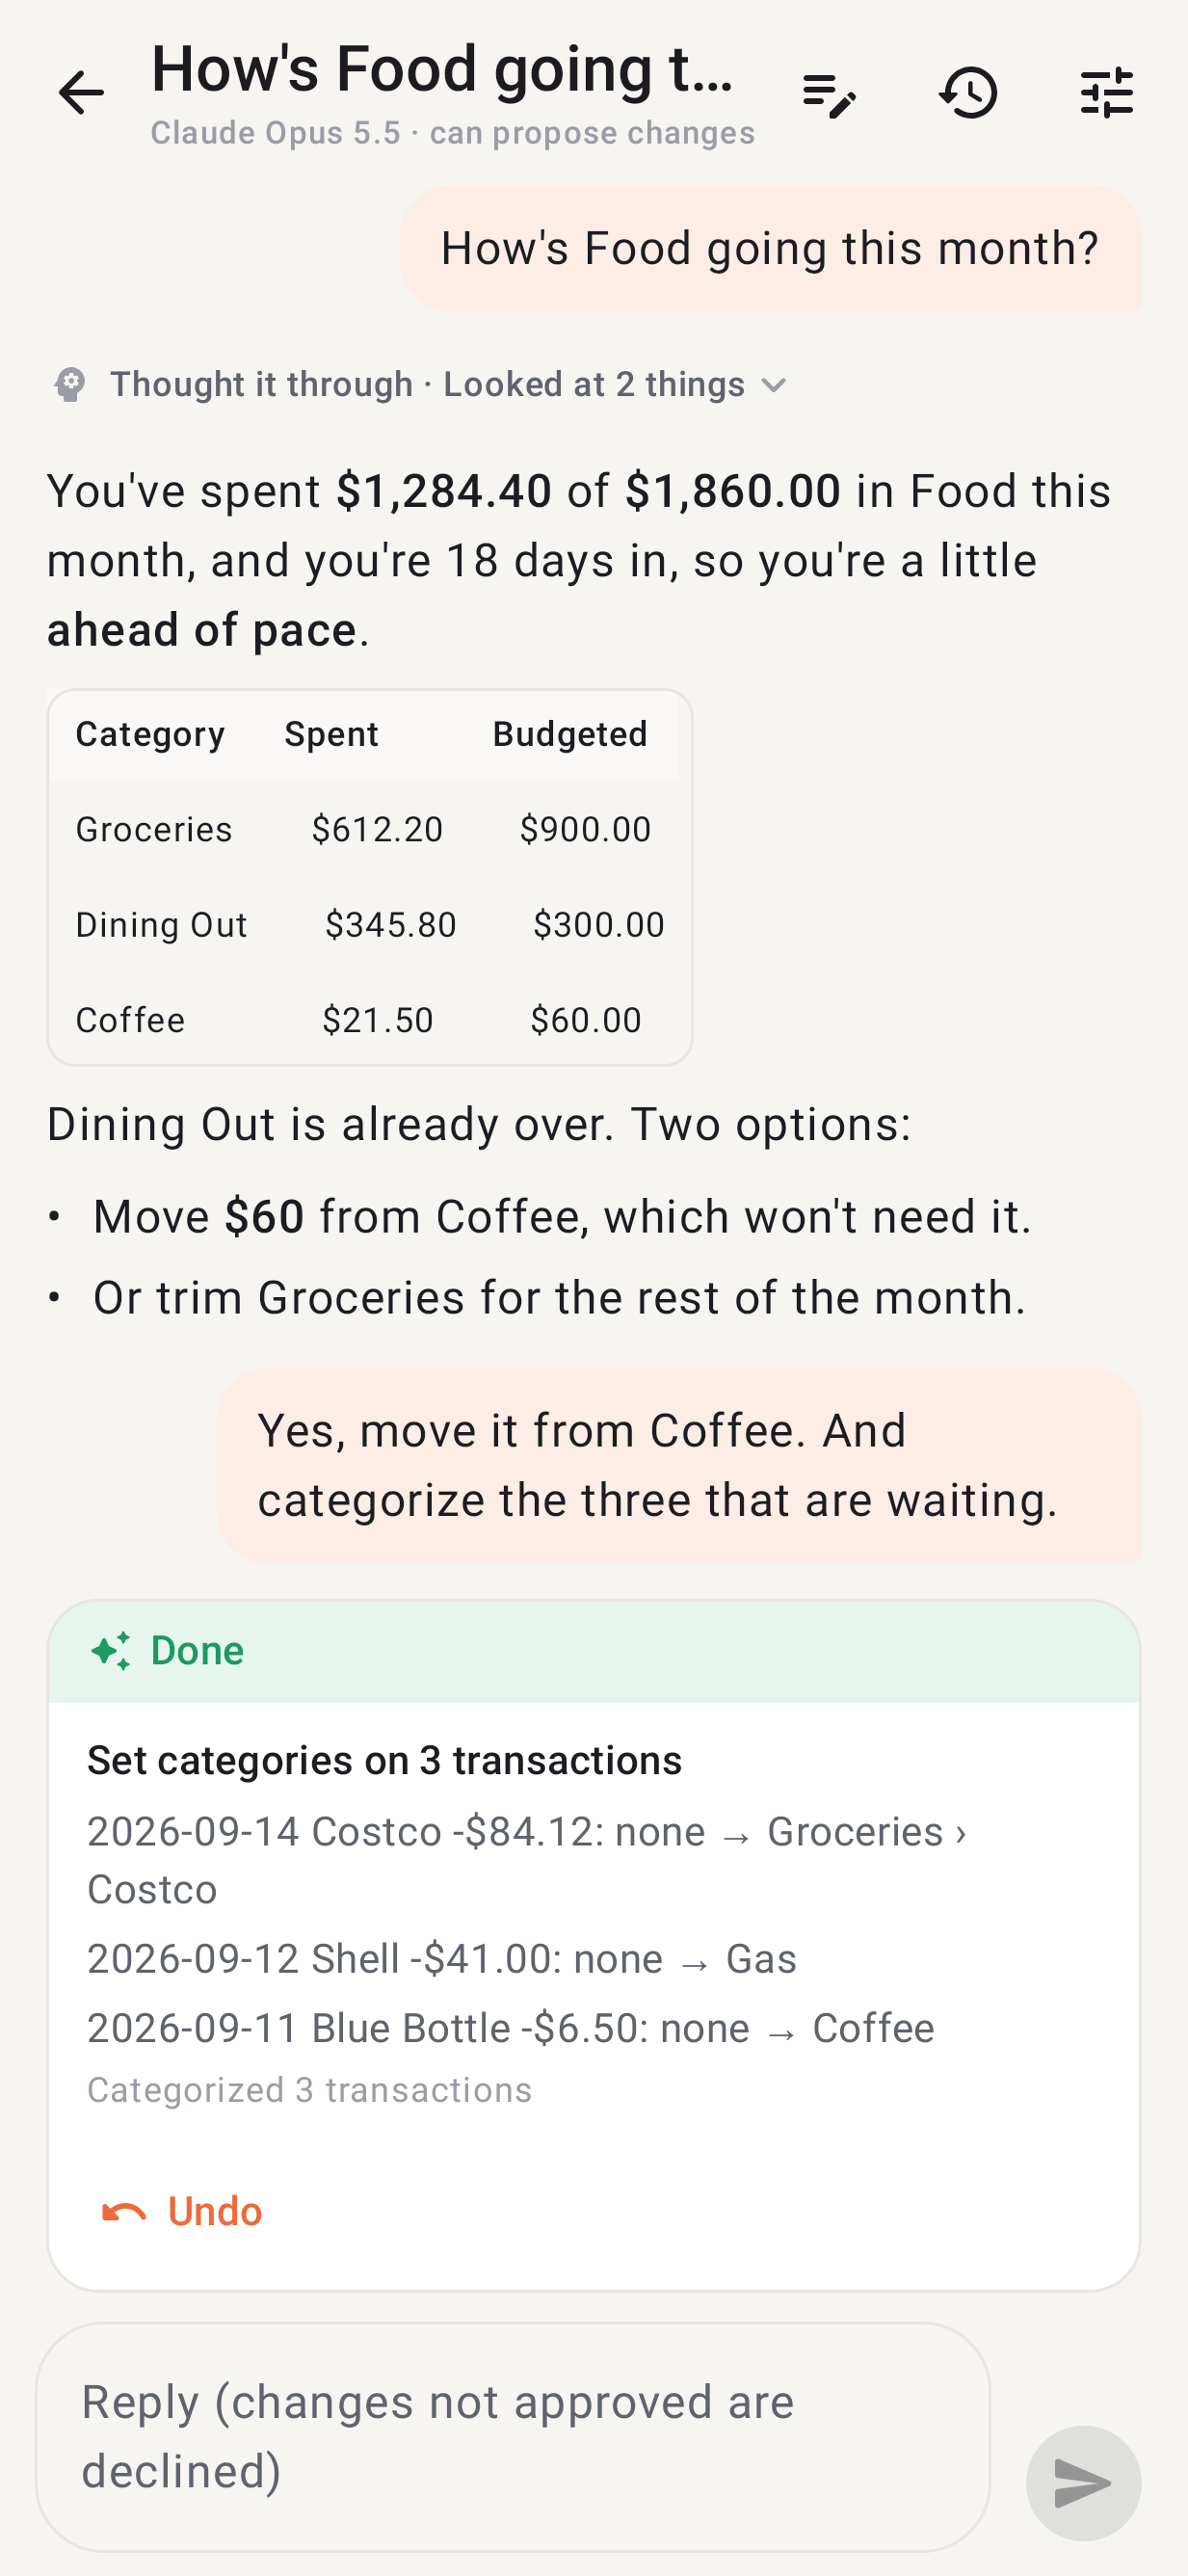 How's Food going t…
Claude Opus 5.5 · can propose changes
How's Food going this month?
Thought it through · Looked at 2 things
You've spent $1,284.40 of $1,860.00 in Food this
month, and you're 18 days in, so you're a little
ahead of pace.
Category Spent Budgeted
Groceries $612.20 $900.00
Dining Out $345.80 $300.00
Coffee $21.50 $60.00
Dining Out is already over. Two options:
• Move $60 from Coffee, which won't need it.
• Or trim Groceries for the rest of the month.
Yes, move it from Coffee. And
categorize the three that are waiting.
Done
Set categories on 3 transactions
2026-09-14 Costco -$84.12: none → Groceries ›
Costco
2026-09-12 Shell -$41.00: none → Gas
2026-09-11 Blue Bottle -$6.50: none → Coffee
Categorized 3 transactions
Undo
Reply (changes not approved are
declined)